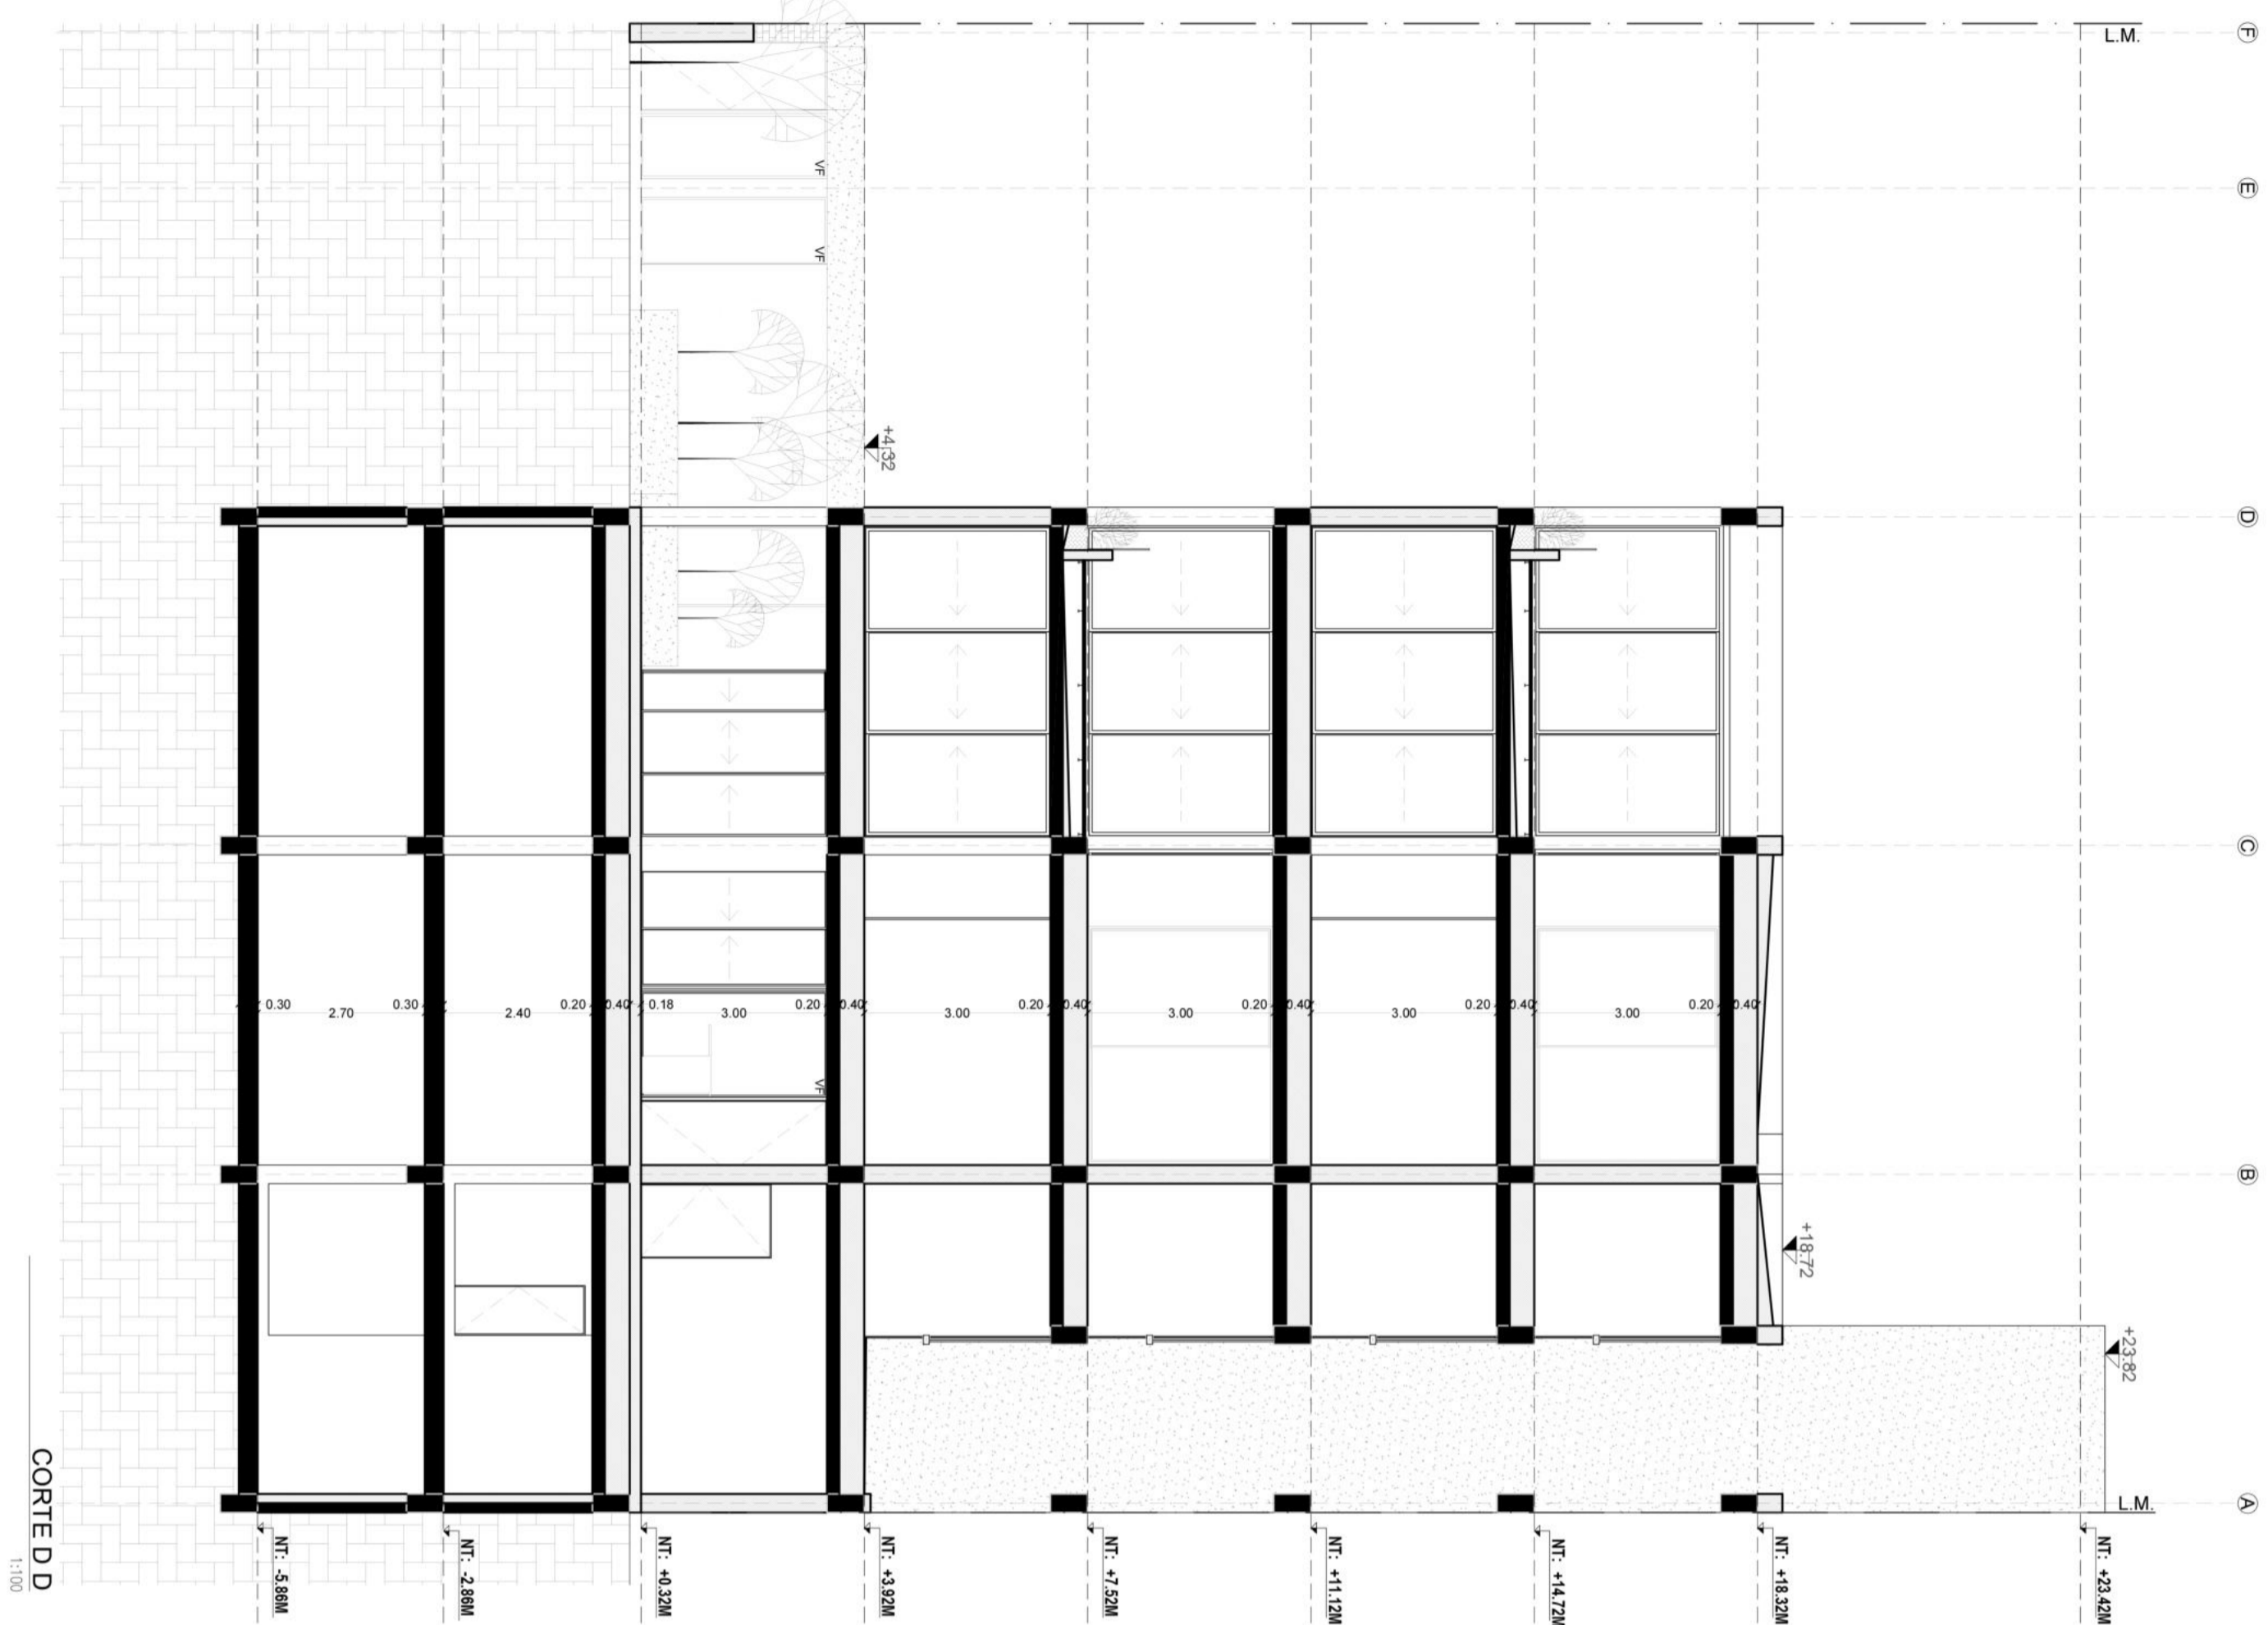 L.M.
F
E
D
C
B
A
VF
VF
+4.32
0.30
2.70
0.30
2.40
0.20
0.40
0.18
3.00
0.20
0.40
3.00
0.20
0.40
3.00
0.20
0.40
3.00
0.20
0.40
3.00
0.20
0.40
VF
+18.72
+23.82
L.M.
NT: -5.86M
NT: -2.86M
NT: +0.32M
NT: +3.92M
NT: +7.52M
NT: +11.12M
NT: +14.72M
NT: +18.32M
NT: +23.42M
CORTE D D
1:100